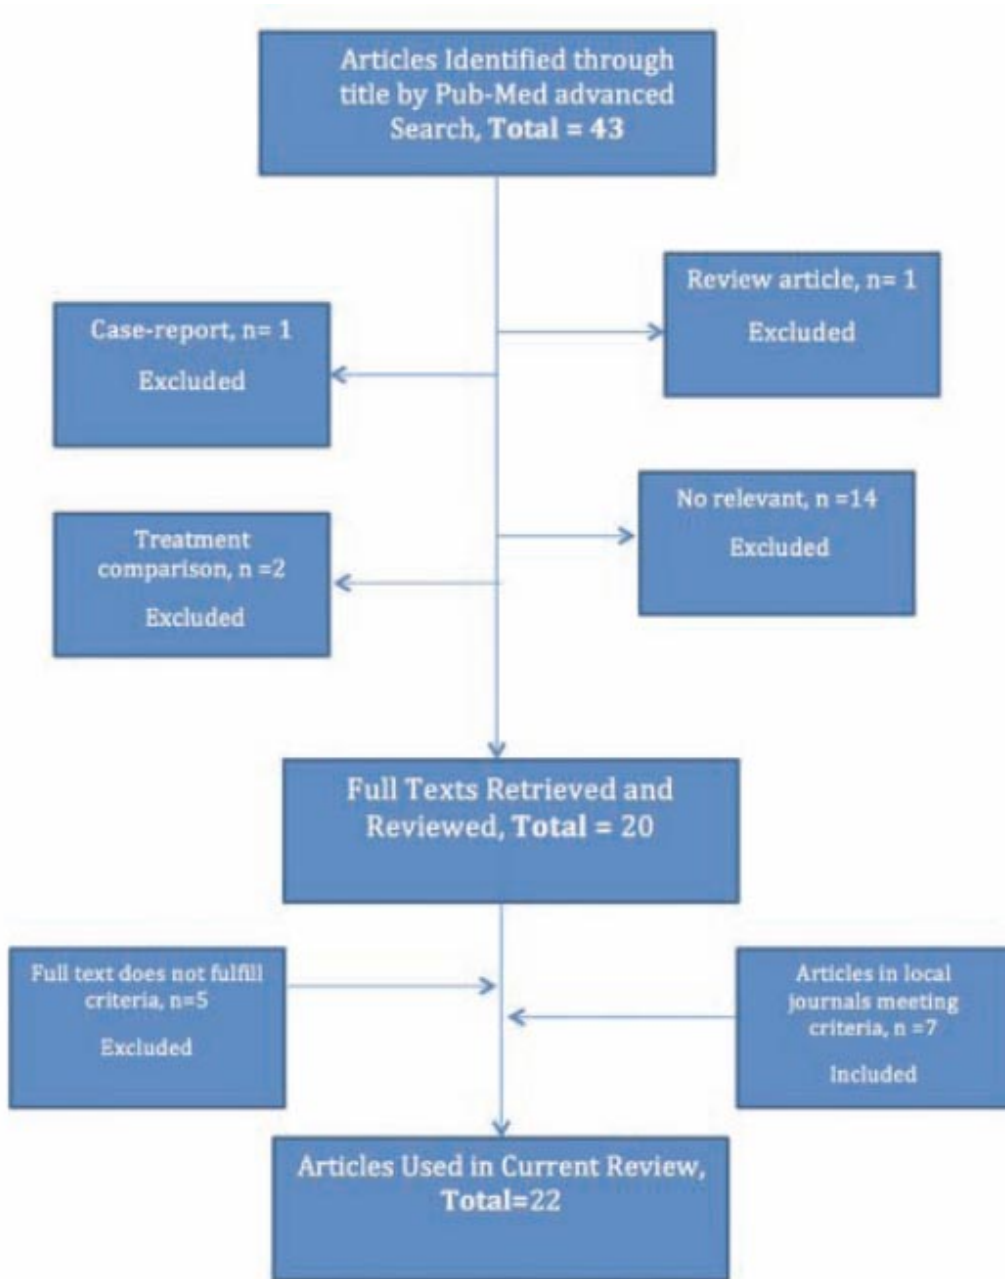 Articles Identified through
title by Pub-Med advanced
Search, Total = 43
Review article, n= 1
Excluded
Case-report, n= 1
Excluded
No relevant, n =14
Excluded
Treatment
comparison, n =2
Excluded
Full Texts Retrieved and
Reviewed, Total = 20
Full text does not fulfill
criteria, n=5
Excluded
Articles in local
journals meeting
criteria, n =7
Included
Articles Used in Current Review,
Total=22